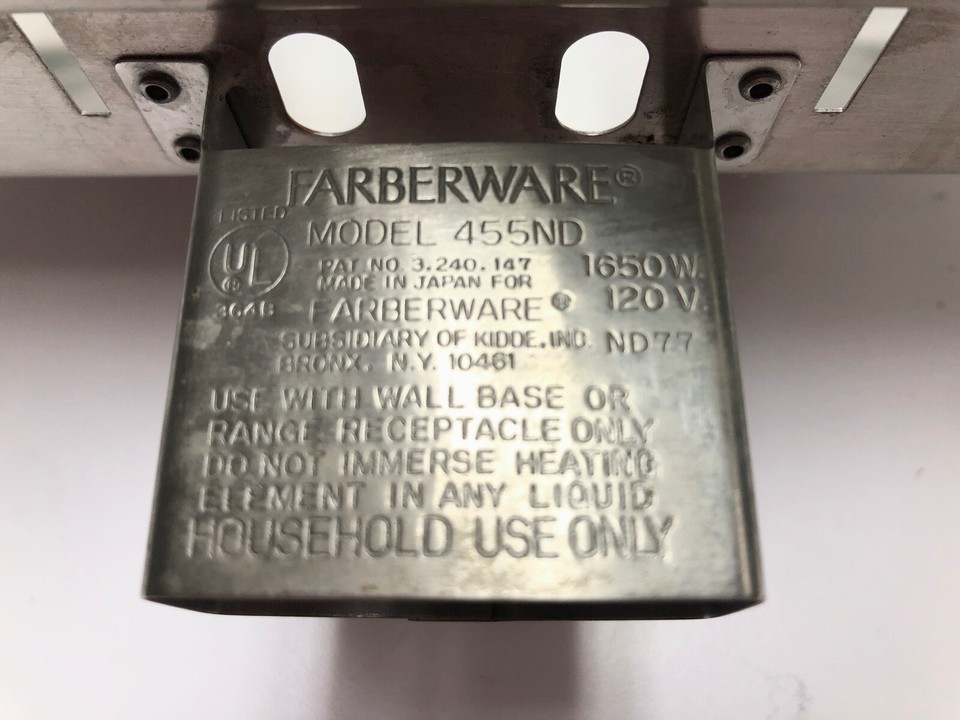 FARBERWARE®
LISTED
UL®
364B
MODEL 455ND
PAT NO. 3.240.147
MADE IN JAPAN FOR
1650 W.
120 V.
FARBERWARE®
SUBSIDIARY OF KIDDE. IND. ND77
BRONX. N.Y. 10461
USE WITH WALL BASE OR
RANGE RECEPTACLE ONLY
DO NOT IMMERSE HEATING
ELEMENT IN ANY LIQUID
HOUSEHOLD USE ONLY